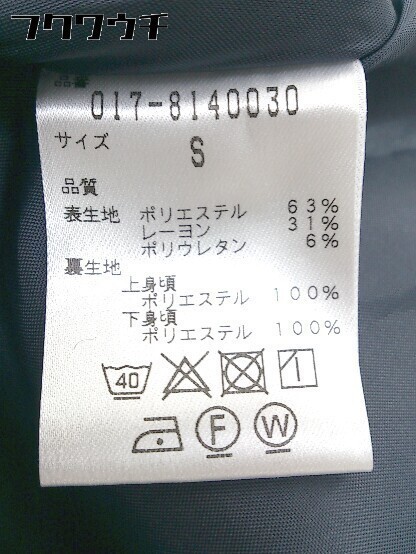 フクワウチ
品番
017-8140030
サイズ
S
品質
表生地 ポリエステル 63%
レーヨン 31%
ポリウレタン 6%
裏生地
上身頃
ポリエステル 100%
下身頃
ポリエステル 100%
40
F W